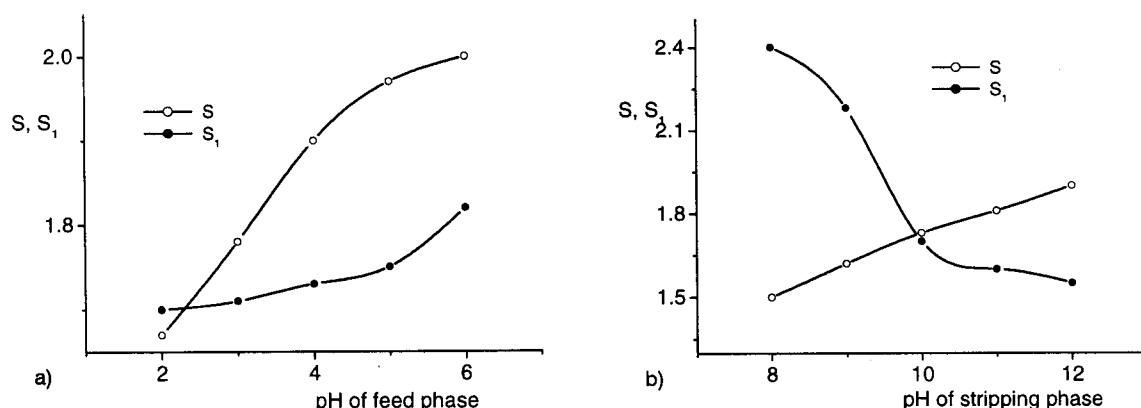 2.0
S, S₁
1.8
S
S₁
2
4
6
a)
pH of feed phase
2.4
S, S₁
2.1
1.8
1.5
S
S₁
8
10
12
b)
pH of stripping phase